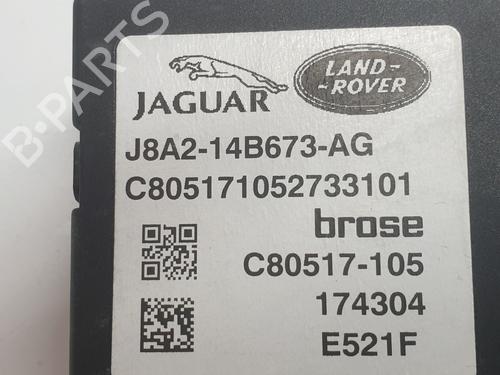 JAGUAR
LAND-
-ROVER
J8A2-14B673-AG
C805171052733101
brose
C80517-105
174304
E521F
B-PARTS